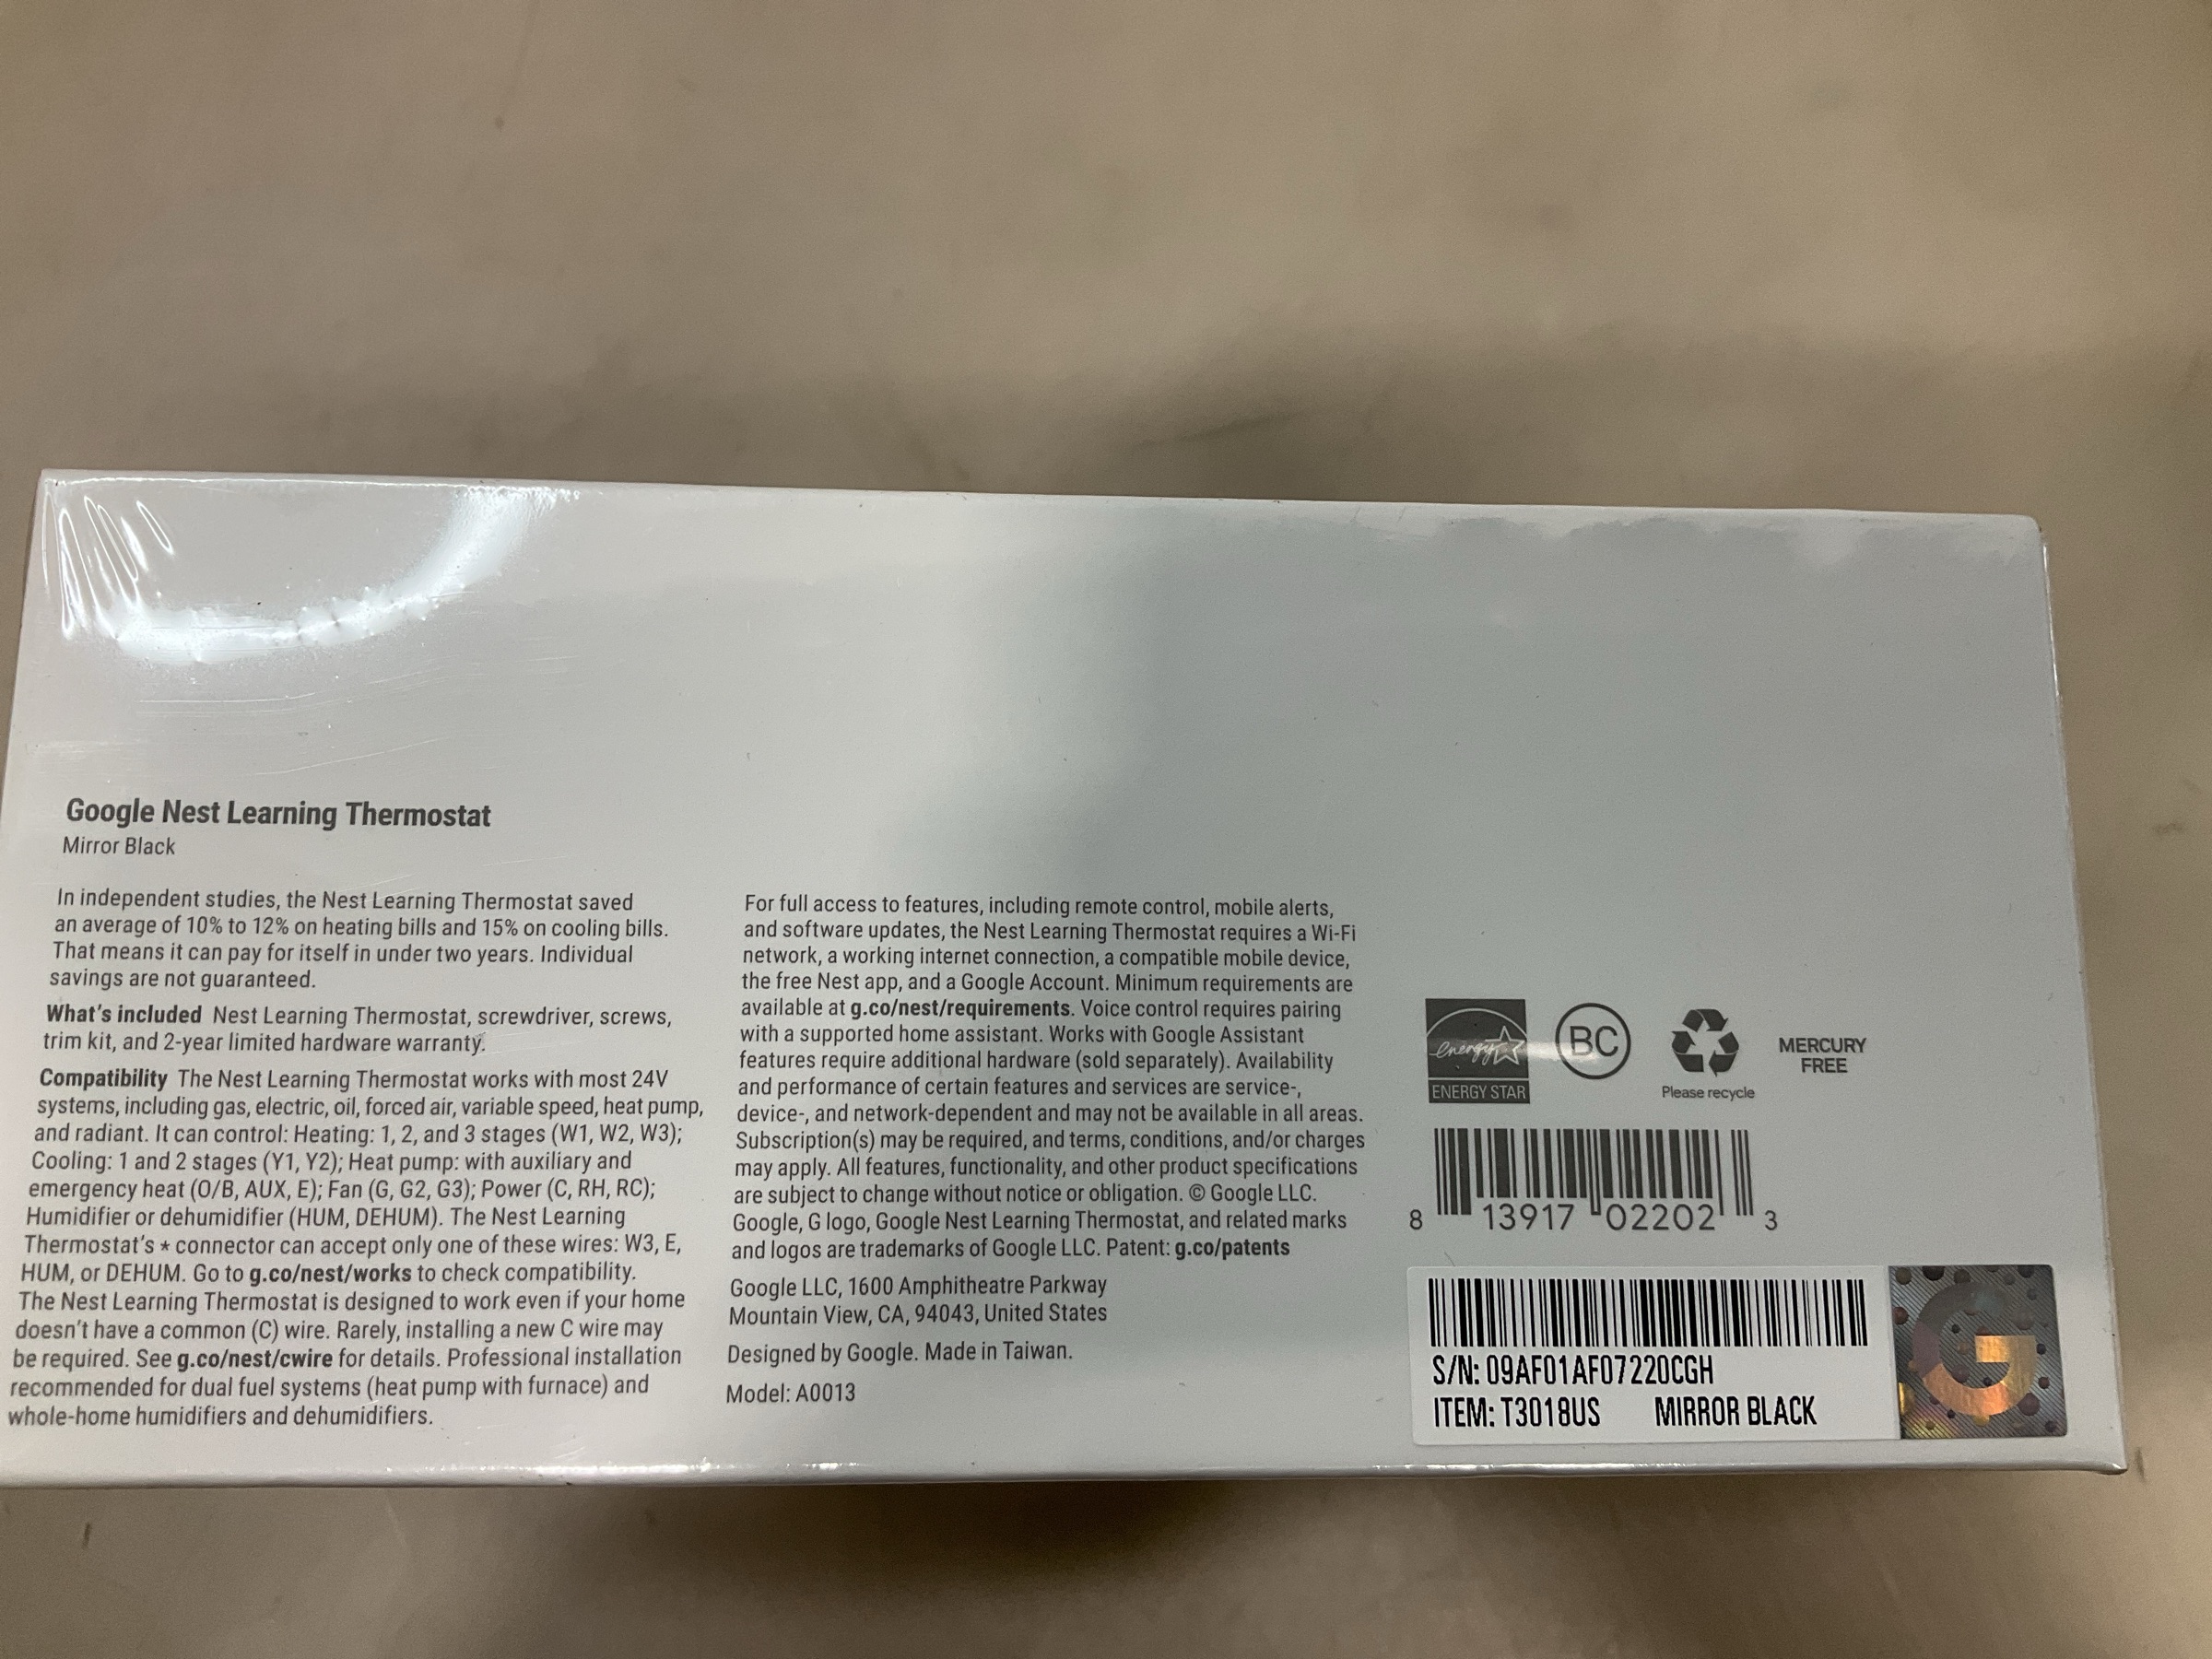 Google Nest Learning Thermostat
Mirror Black
In independent studies, the Nest Learning Thermostat saved
an average of 10% to 12% on heating bills and 15% on cooling bills.
That means it can pay for itself in under two years. Individual
savings are not guaranteed.
What's included Nest Learning Thermostat, screwdriver, screws,
trim kit, and 2-year limited hardware warranty.
Compatibility The Nest Learning Thermostat works with most 24V
systems, including gas, electric, oil, forced air, variable speed, heat pump,
and radiant. It can control: Heating: 1, 2, and 3 stages (W1, W2, W3);
Cooling: 1 and 2 stages (Y1, Y2); Heat pump: with auxiliary and
emergency heat (O/B, AUX, E); Fan (G, G2, G3); Power (C, RH, RC);
Humidifier or dehumidifier (HUM, DEHUM). The Nest Learning
Thermostat's * connector can accept only one of these wires: W3, E,
HUM, or DEHUM. Go to g.co/nest/works to check compatibility.
The Nest Learning Thermostat is designed to work even if your home
doesn't have a common (C) wire. Rarely, installing a new C wire may
be required. See g.co/nest/cwire for details. Professional installation
recommended for dual fuel systems (heat pump with furnace) and
whole-home humidifiers and dehumidifiers.
For full access to features, including remote control, mobile alerts,
and software updates, the Nest Learning Thermostat requires a Wi-Fi
network, a working internet connection, a compatible mobile device,
the free Nest app, and a Google Account. Minimum requirements are
available at g.co/nest/requirements. Voice control requires pairing
with a supported home assistant. Works with Google Assistant
features require additional hardware (sold separately). Availability
and performance of certain features and services are service-,
device-, and network-dependent and may not be available in all areas.
Subscription(s) may be required, and terms, conditions, and/or charges
may apply. All features, functionality, and other product specifications
are subject to change without notice or obligation. © Google LLC.
Google, G logo, Google Nest Learning Thermostat, and related marks
and logos are trademarks of Google LLC. Patent: g.co/patents
Google LLC, 1600 Amphitheatre Parkway
Mountain View, CA, 94043, United States
Designed by Google. Made in Taiwan.
Model: A0013
energy
ENERGY STAR
BC
Please recycle
MERCURY
FREE
8 13917 02202 3
S/N: 09AF01AF07220CGH
ITEM: T3018US MIRROR BLACK
G